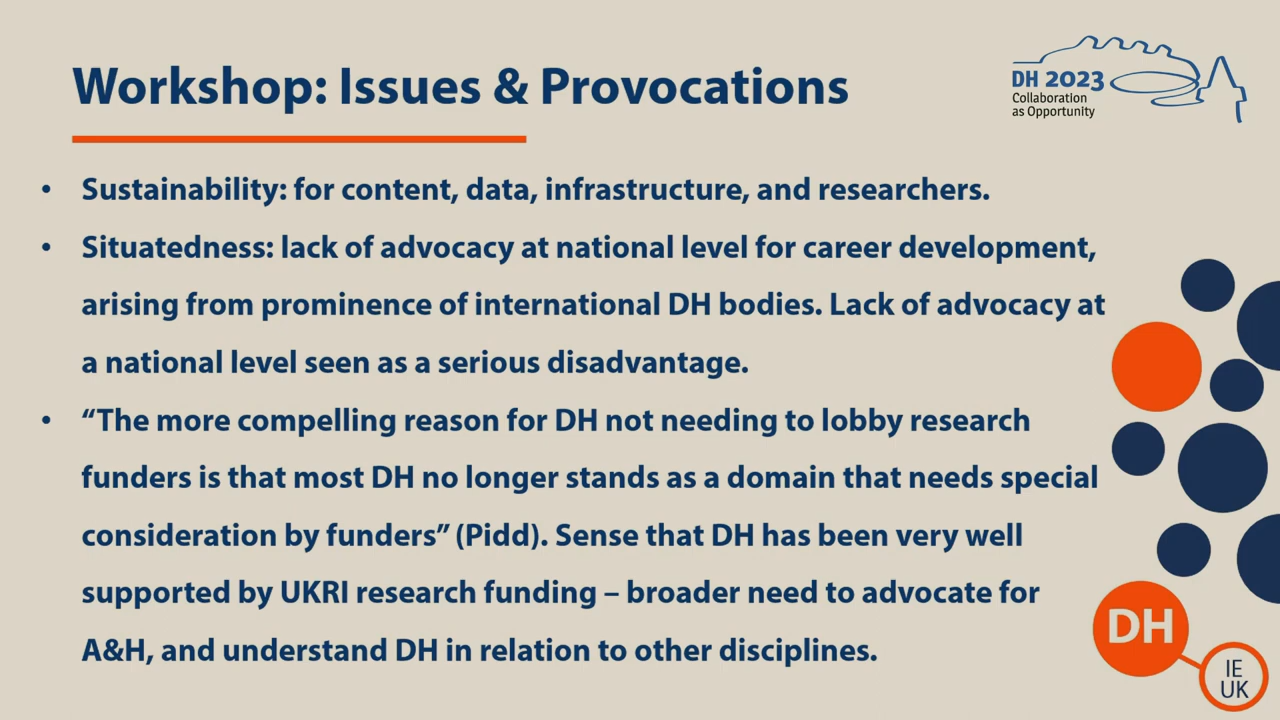 Workshop: Issues & Provocations
DH 2023
Collaboration
as Opportunity
• Sustainability: for content, data, infrastructure, and researchers.
• Situatedness: lack of advocacy at national level for career development,
arising from prominence of international DH bodies. Lack of advocacy at
a national level seen as a serious disadvantage.
• “The more compelling reason for DH not needing to lobby research
funders is that most DH no longer stands as a domain that needs special
consideration by funders” (Pidd). Sense that DH has been very well
supported by UKRI research funding – broader need to advocate for
A&H, and understand DH in relation to other disciplines.
DH
IE
UK